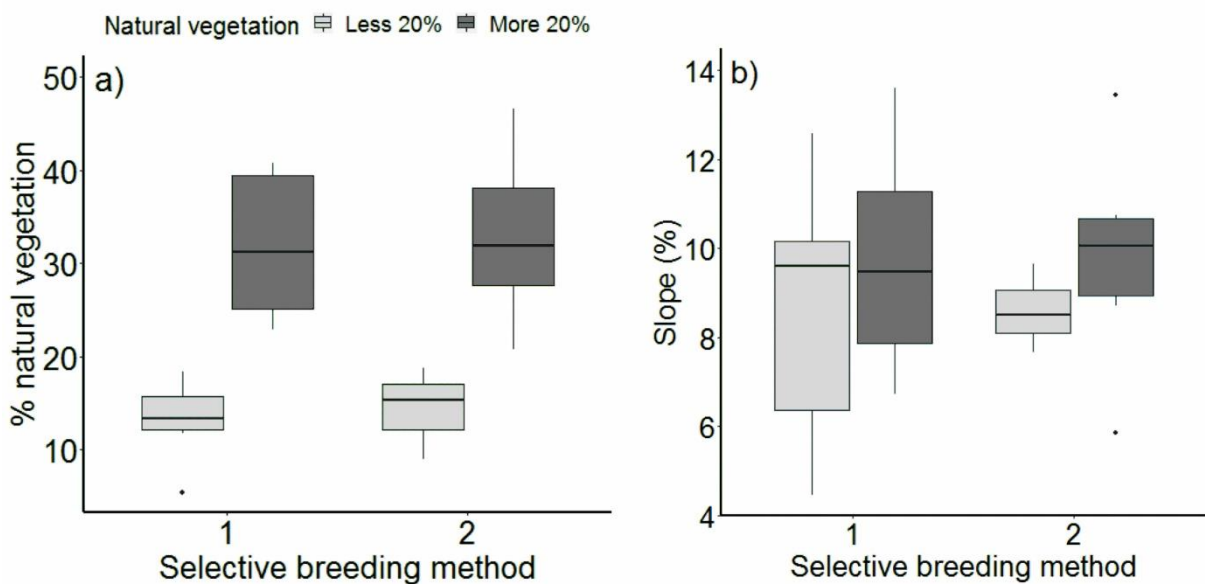 Natural vegetation Less 20% More 20%
a)
50
40
30
20
10
% natural vegetation
1 2
Selective breeding method
b)
14
12
10
8
6
4
Slope (%)
1 2
Selective breeding method